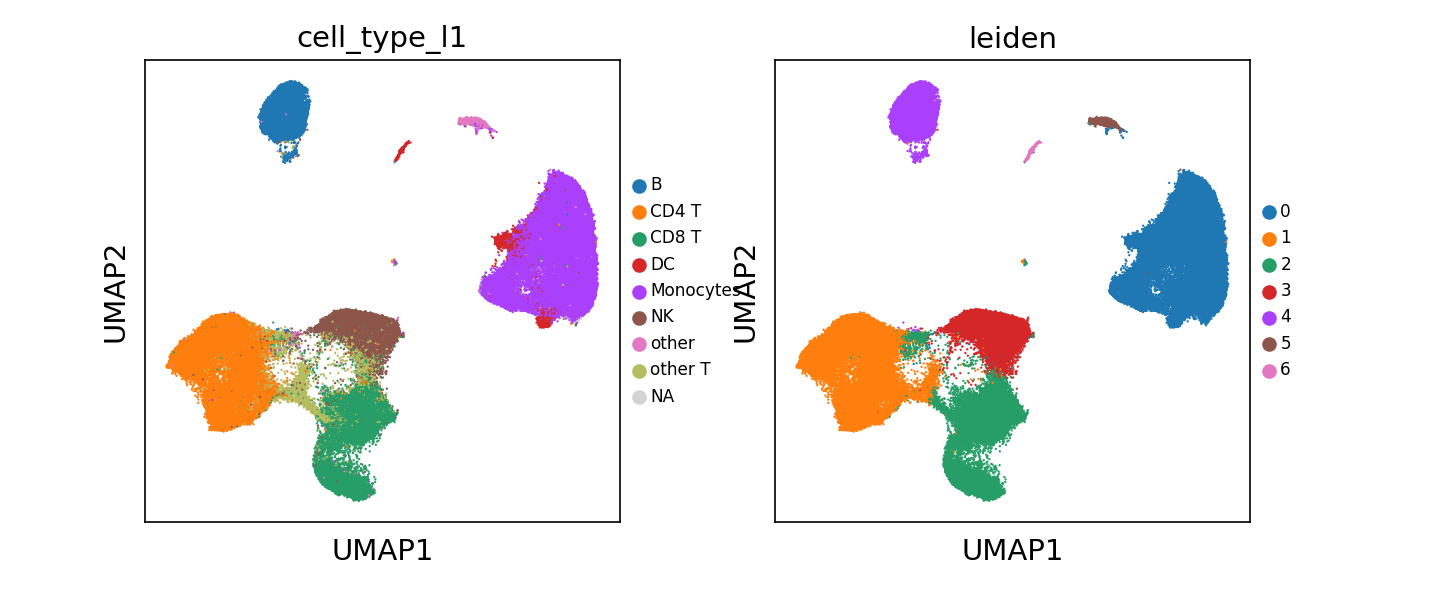 cell_type_l1
UMAP2
UMAP1
B
CD4 T
CD8 T
DC
Monocytes
NK
other
other T
NA
leiden
UMAP2
UMAP1
0
1
2
3
4
5
6